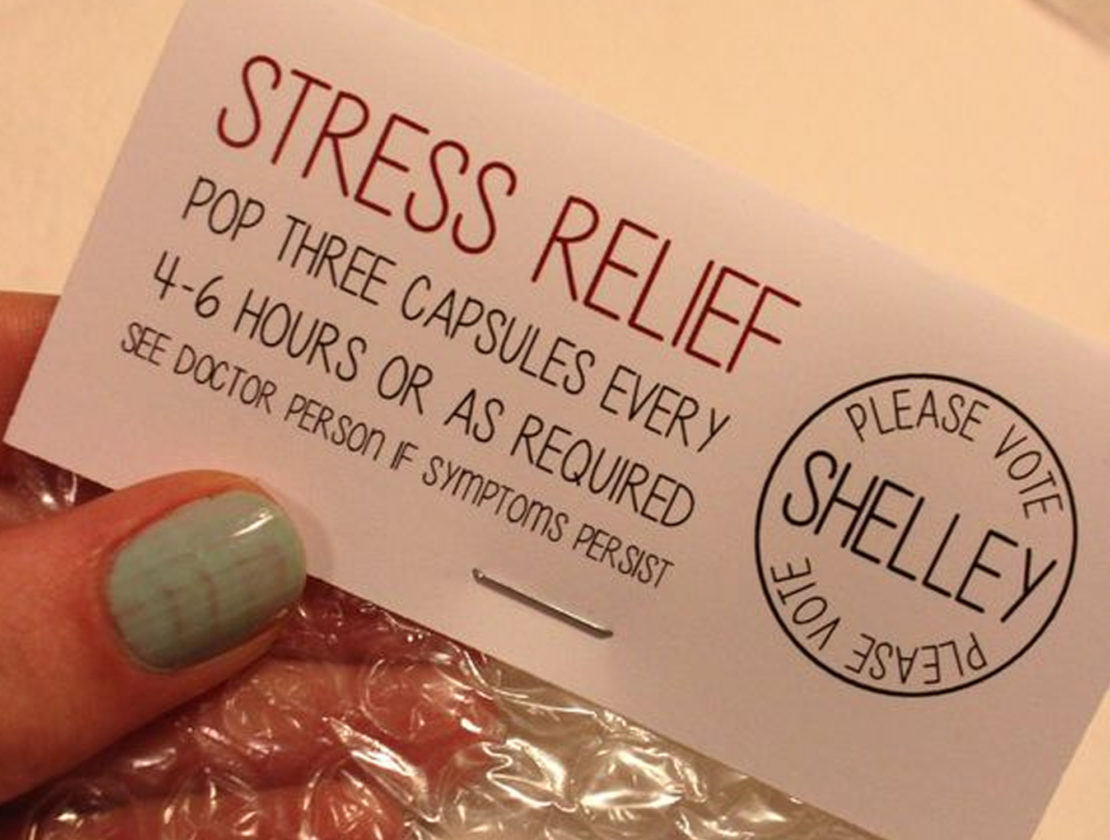 STRESS RELIEF
POP THREE CAPSULES EVERY
4-6 HOURS OR AS REQUIRED
SEE DOCTOR PERSON IF SYMPTOMS PERSIST
PLEASE VOTE
SHELLEY
PLEASE VOTE